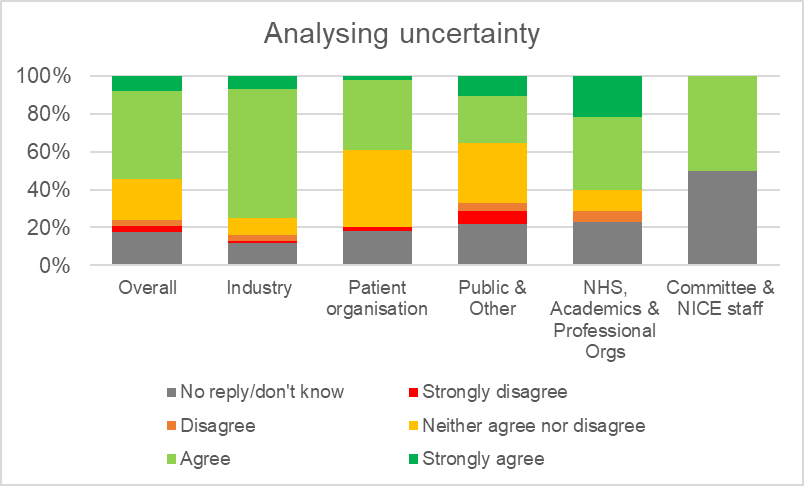 Analysing uncertainty
100%
80%
60%
40%
20%
0%
Overall
Industry
Patient
organisation
Public &
Other
NHS,
Academics &
Professional
Orgs
Committee &
NICE staff
No reply/don't know
Strongly disagree
Disagree
Neither agree nor disagree
Agree
Strongly agree